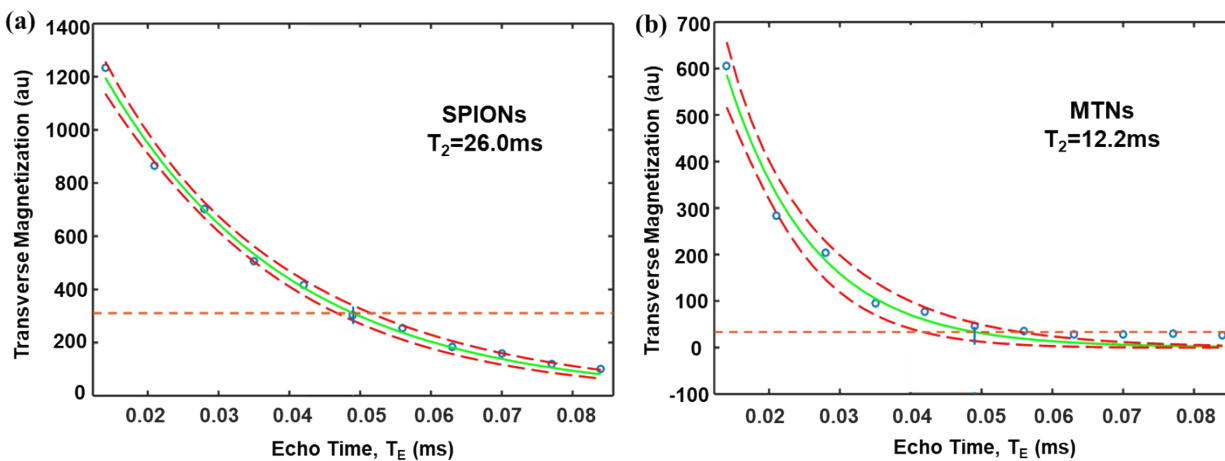 (a)
1400
1200
1000
800
600
400
200
0
Transverse Magnetization (au)
SPIONs
T₂=26.0ms
0.02 0.03 0.04 0.05 0.06 0.07 0.08
Echo Time, T_E (ms)
(b)
700
600
500
400
300
200
100
0
-100
Transverse Magnetization (au)
MTNs
T₂=12.2ms
0.02 0.03 0.04 0.05 0.06 0.07 0.08
Echo Time, T_E (ms)